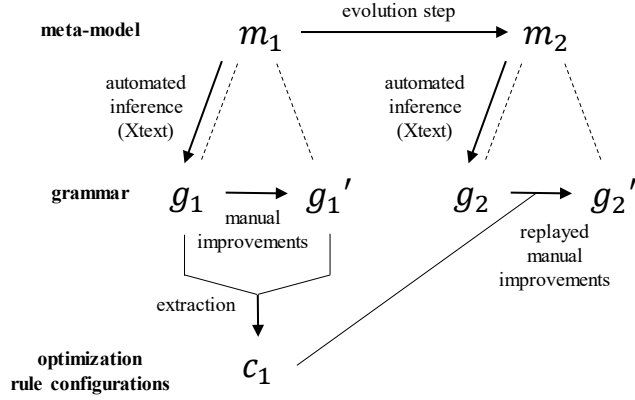 evolution step
meta-model m₁ m₂
automated inference (Xtext)
automated inference (Xtext)
grammar g₁ g₁′ g₂ g₂′
manual improvements
replayed manual improvements
extraction
optimization rule configurations c₁